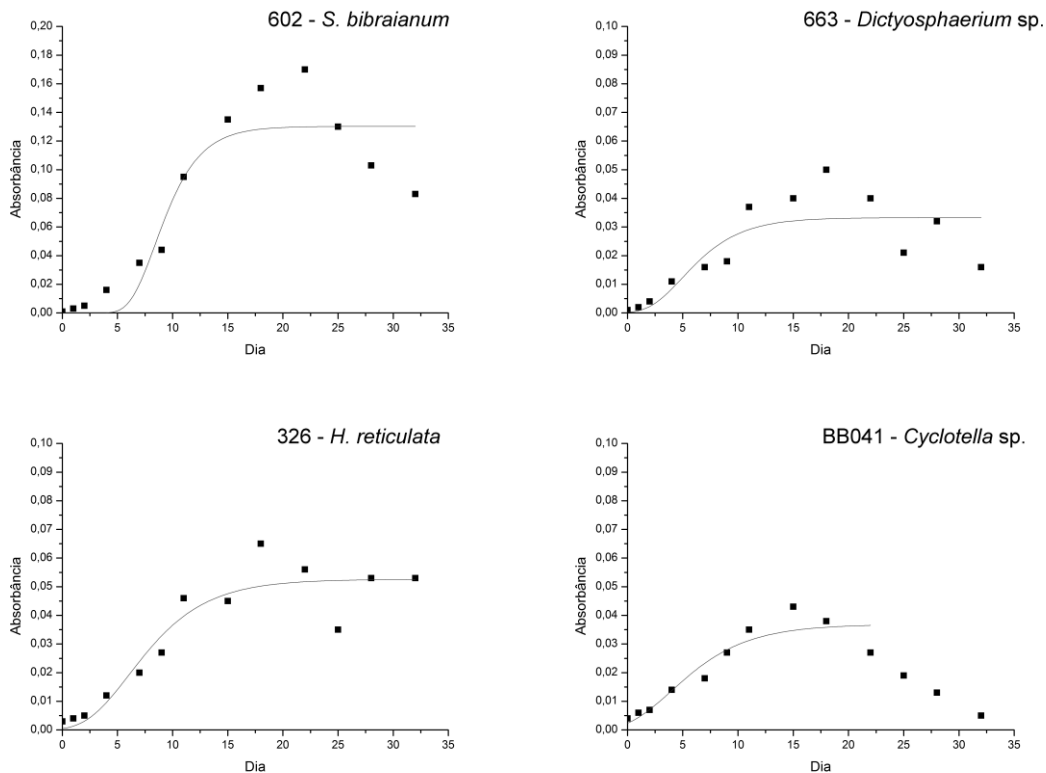 602 - S. bibraianum
0,20
0,18
0,16
0,14
0,12
0,10
0,08
0,06
0,04
0,02
0,00
Absorbância
0 5 10 15 20 25 30 35
Dia
663 - Dictyosphaerium sp.
0,10
0,09
0,08
0,07
0,06
0,05
0,04
0,03
0,02
0,01
0,00
Absorbância
0 5 10 15 20 25 30 35
Dia
326 - H. reticulata
0,10
0,09
0,08
0,07
0,06
0,05
0,04
0,03
0,02
0,01
0,00
Absorbância
0 5 10 15 20 25 30 35
Dia
BB041 - Cyclotella sp.
0,10
0,09
0,08
0,07
0,06
0,05
0,04
0,03
0,02
0,01
0,00
Absorbância
0 5 10 15 20 25 30 35
Dia